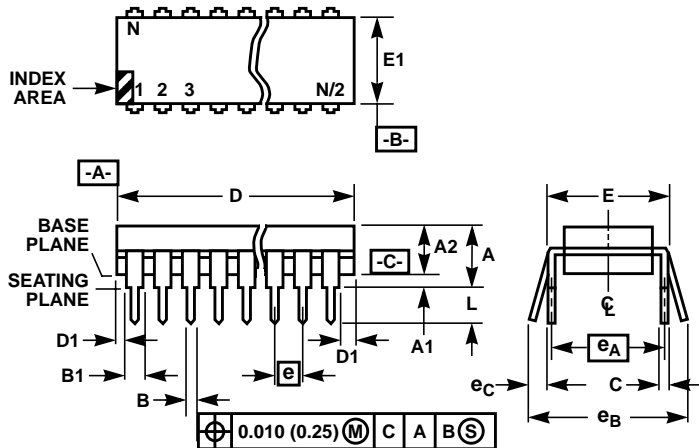 N
E1
INDEX
AREA
1 2 3 N/2
-B-
-A-
D
E
BASE
PLANE
A2
A
-C-
SEATING
PLANE
L
C
L
D1
A1
D1
eA
B1
e
eC
C
B
eB
0.010 (0.25) M C A B S